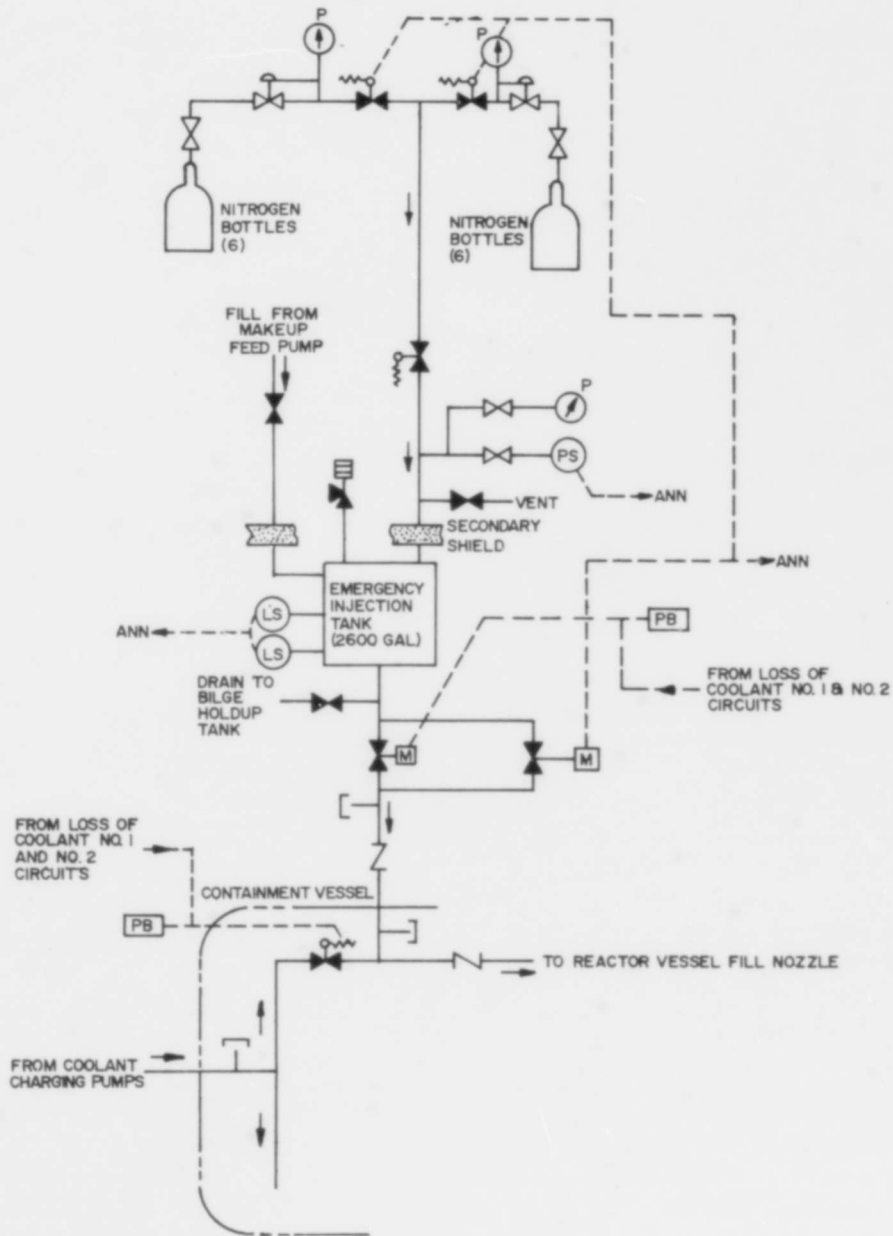 P
P
NITROGEN
BOTTLES
(6)
NITROGEN
BOTTLES
(6)
FILL FROM
MAKEUP
FEED PUMP
P
PS
ANN
VENT
SECONDARY
SHIELD
ANN
EMERGENCY
INJECTION
TANK
(2600 GAL)
LS
LS
ANN
PB
FROM LOSS OF
COOLANT NO. 1 & NO. 2
CIRCUITS
DRAIN TO
BILGE
HOLDUP
TANK
M
M
FROM LOSS OF
COOLANT NO. 1
AND NO. 2
CIRCUITS
CONTAINMENT VESSEL
PB
TO REACTOR VESSEL FILL NOZZLE
FROM COOLANT
CHARGING PUMPS